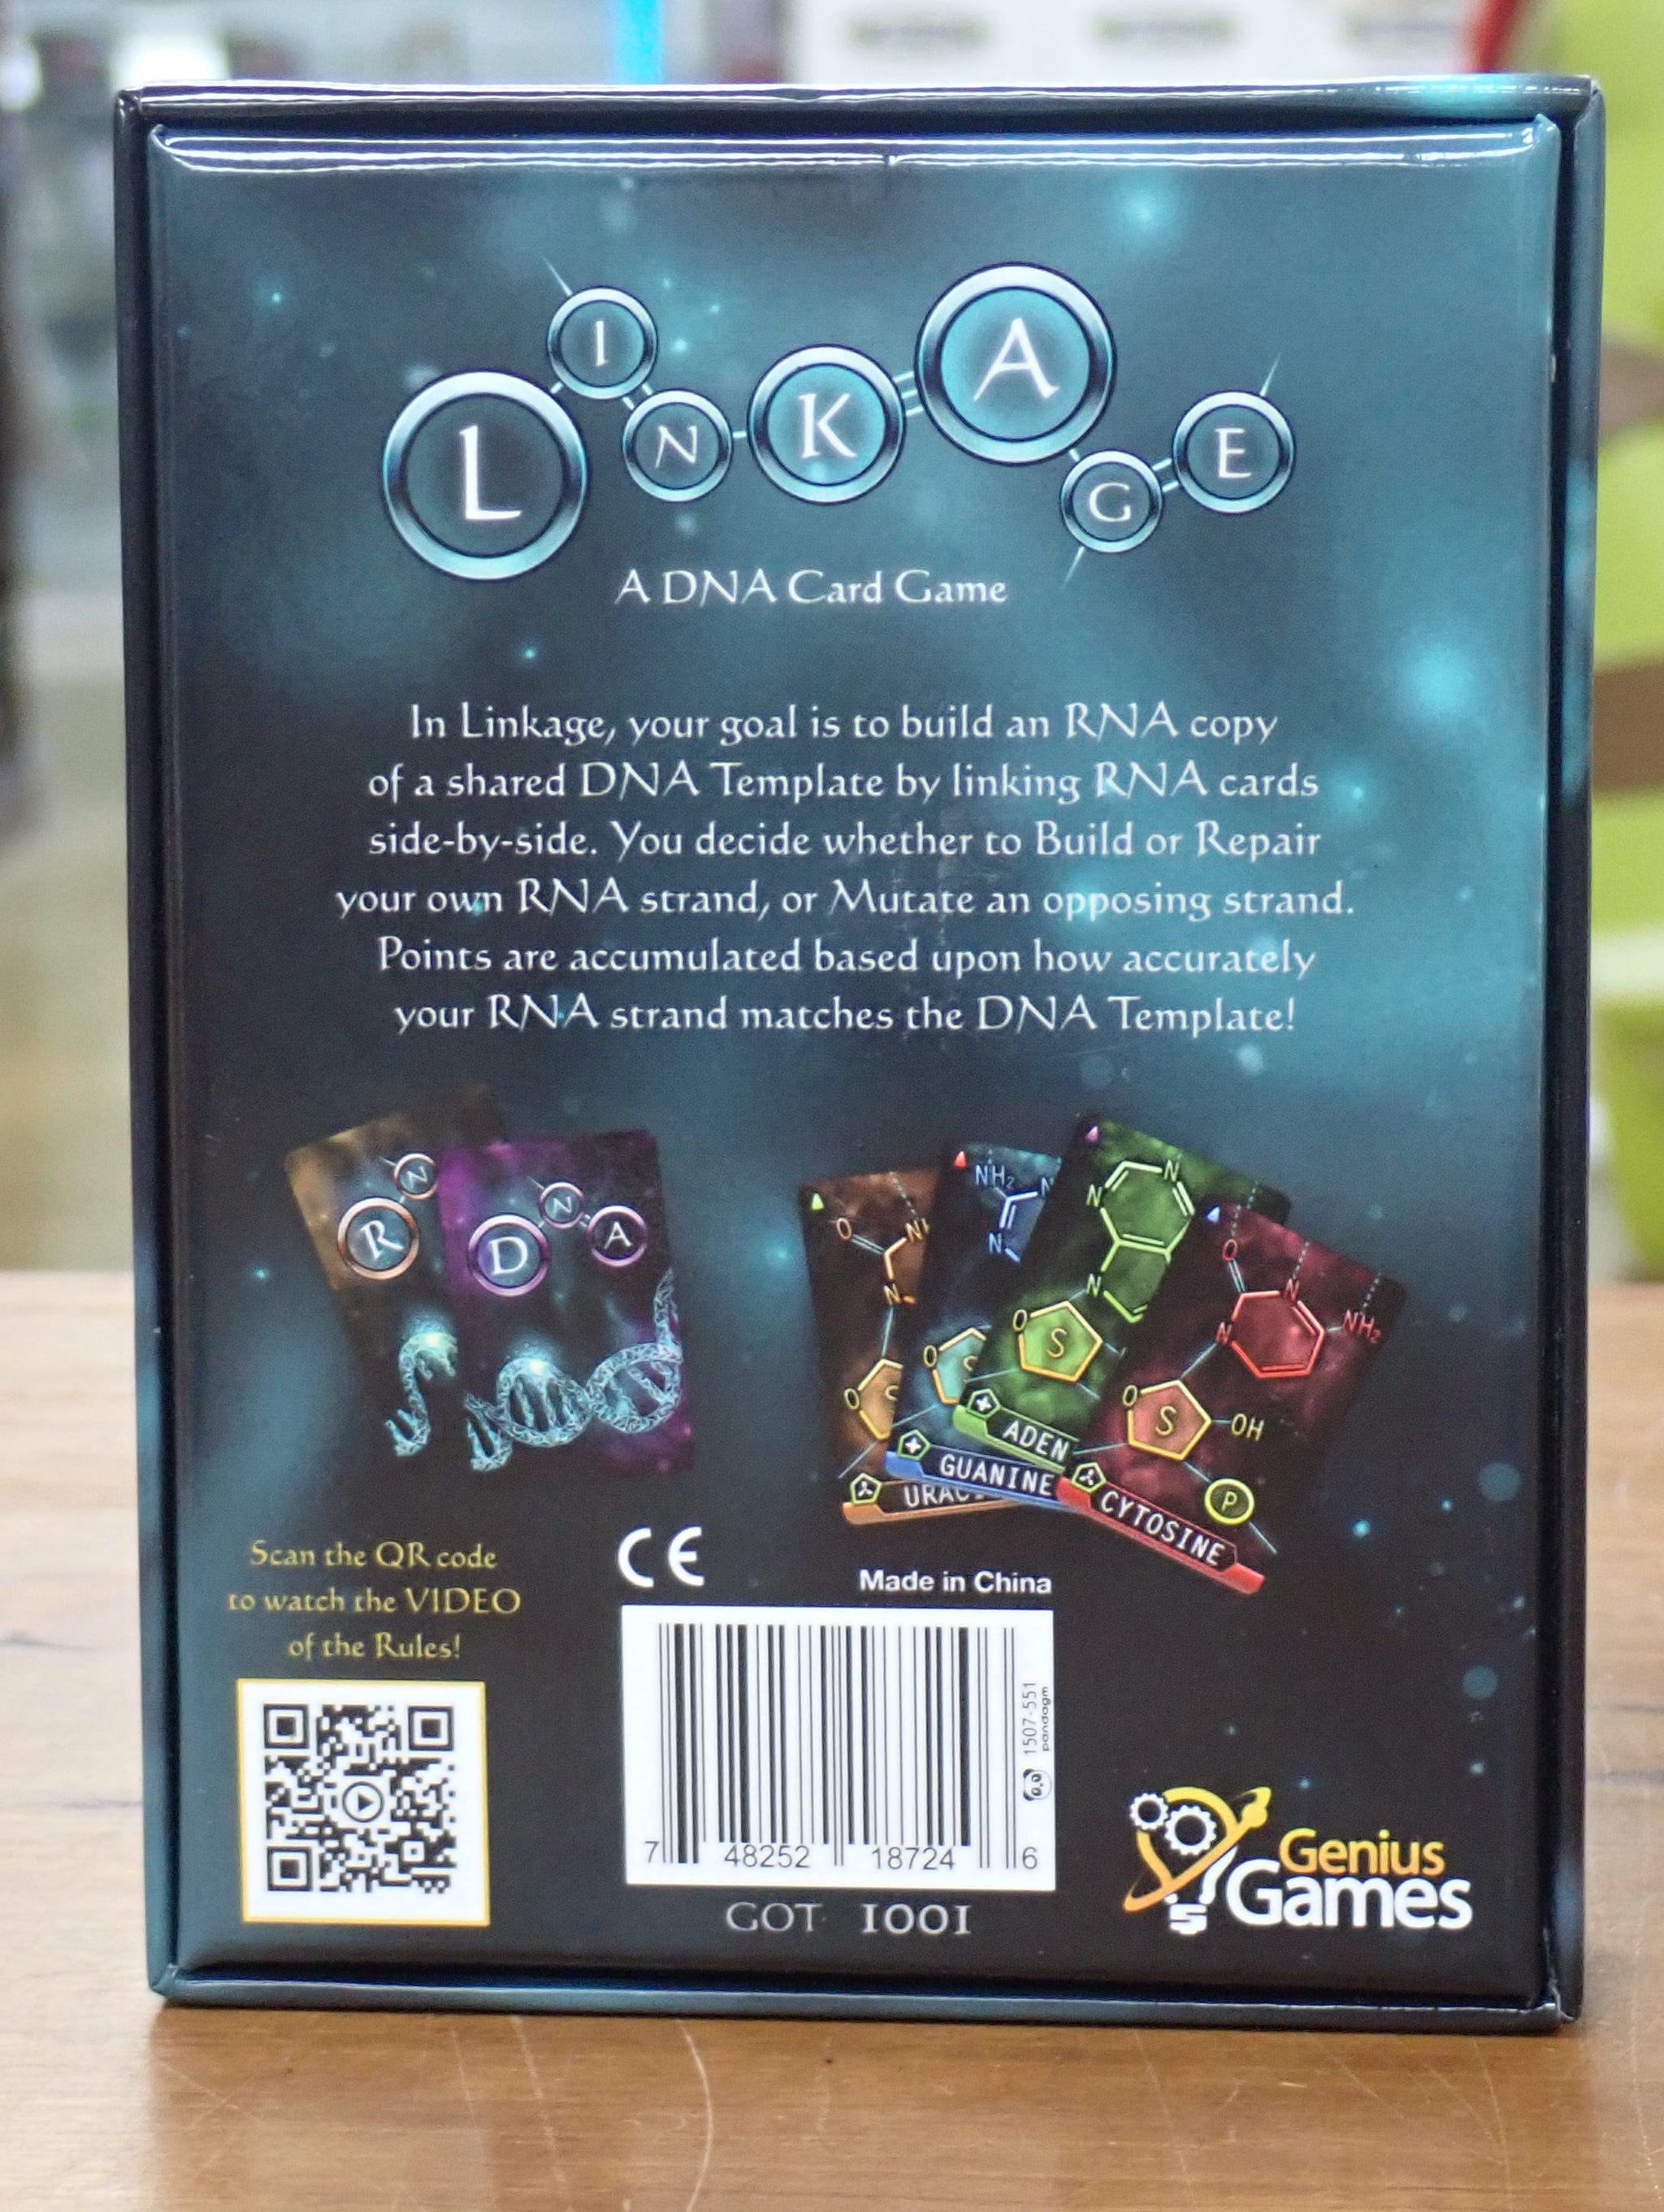 LINKAGE
A DNA Card Game
In Linkage, your goal is to build an RNA copy
of a shared DNA Template by linking RNA cards
side-by-side. You decide whether to Build or Repair
your own RNA strand, or Mutate an opposing strand.
Points are accumulated based upon how accurately
your RNA strand matches the DNA Template!
RN
DNA
O N N S O
NH₂ N N O S
N N N O S
O N N NH₂ O S OH P
ADEN
GUANINE
URAC
CYTOSINE
Scan the QR code
to watch the VIDEO
of the Rules!
CE
Made in China
1507-551
pandagm
7 48252 18724 6
GOT 1001
Genius
Games